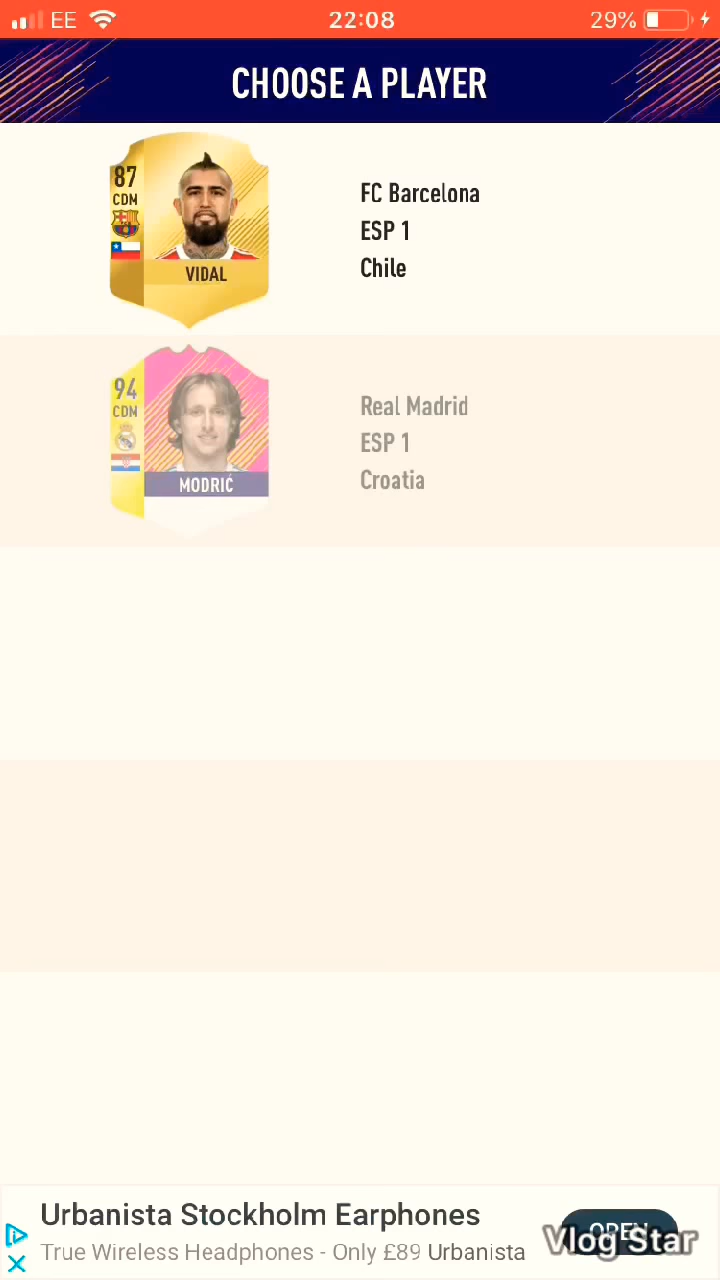 EE 22:08 29%
CHOOSE A PLAYER
87
CDM
VIDAL
FC Barcelona
ESP 1
Chile
94
CDM
MODRIĆ
Real Madrid
ESP 1
Croatia
Urbanista Stockholm Earphones
True Wireless Headphones - Only £89 Urbanista
OPEN
Vlog Star